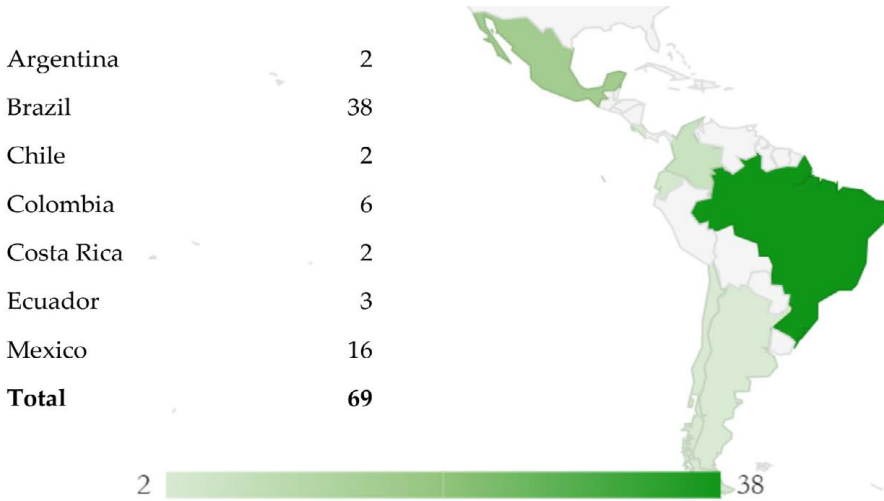 Argentina 2
Brazil 38
Chile 2
Colombia 6
Costa Rica 2
Ecuador 3
Mexico 16
Total 69
2 38